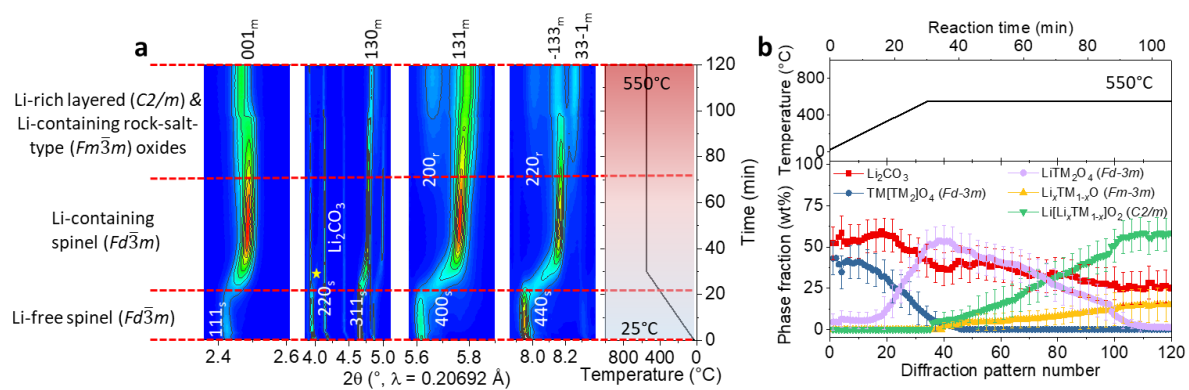 a
001ₘ
130ₘ
131ₘ
-133ₘ
33-1ₘ
Li-rich layered (C2/m) &
Li-containing rock-salt-
type (Fm3̅m) oxides
Li-containing
spinel (Fd3̅m)
Li-free spinel (Fd3̅m)
111ₛ
220ₛ
Li₂CO₃
311ₛ
200ᵣ
400ₛ
220ᵣ
440ₛ
550°C
25°C
120
100
80
60
40
20
0
Time (min)
2.4 2.6 4.0 4.5 5.0 5.6 5.8 8.0 8.2 800 400 0
2θ (°, λ = 0.20692 Å) Temperature (°C)
b
Reaction time (min)
0 20 40 60 80 100
Temperature (°C)
800
400
0
550°C
Phase fraction (wt%)
100
75
50
25
0
Li₂CO₃
TM[TM₂]O₄ (Fd-3m)
LiTM₂O₄ (Fd-3m)
LiₓTM₁₋ₓO (Fm-3m)
Li[LiₓTM₁₋ₓ]O₂ (C2/m)
0 20 40 60 80 100 120
Diffraction pattern number